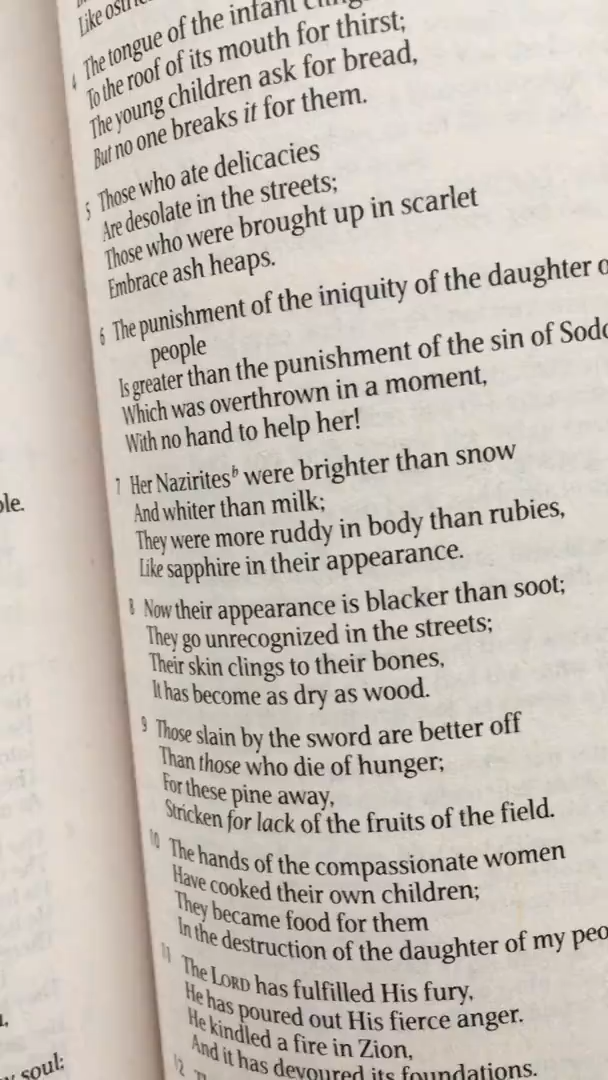 ple.
soul:
Like
4 The tongue of the infant
To the roof of its mouth for thirst;
The young children ask for bread,
But no one breaks it for them.
5 Those who ate delicacies
Are desolate in the streets;
Those who were brought up in scarlet
Embrace ash heaps.
6 The punishment of the iniquity of the daughter
people
Is greater than the punishment of the sin of
Which was overthrown in a moment,
With no hand to help her!
7 Her Naziritesᵇ were brighter than snow
And whiter than milk;
They were more ruddy in body than rubies,
Like sapphire in their appearance.
8 Now their appearance is blacker than soot;
They go unrecognized in the streets;
Their skin clings to their bones,
It has become as dry as wood.
9 Those slain by the sword are better off
Than those who die of hunger;
For these pine away,
Stricken for lack of the fruits of the field.
10 The hands of the compassionate women
Have cooked their own children;
They became food for them
In the destruction of the daughter of my
11 The LORD has fulfilled His fury,
He has poured out His fierce anger.
He kindled a fire in Zion,
And it has devoured its foundations.
12